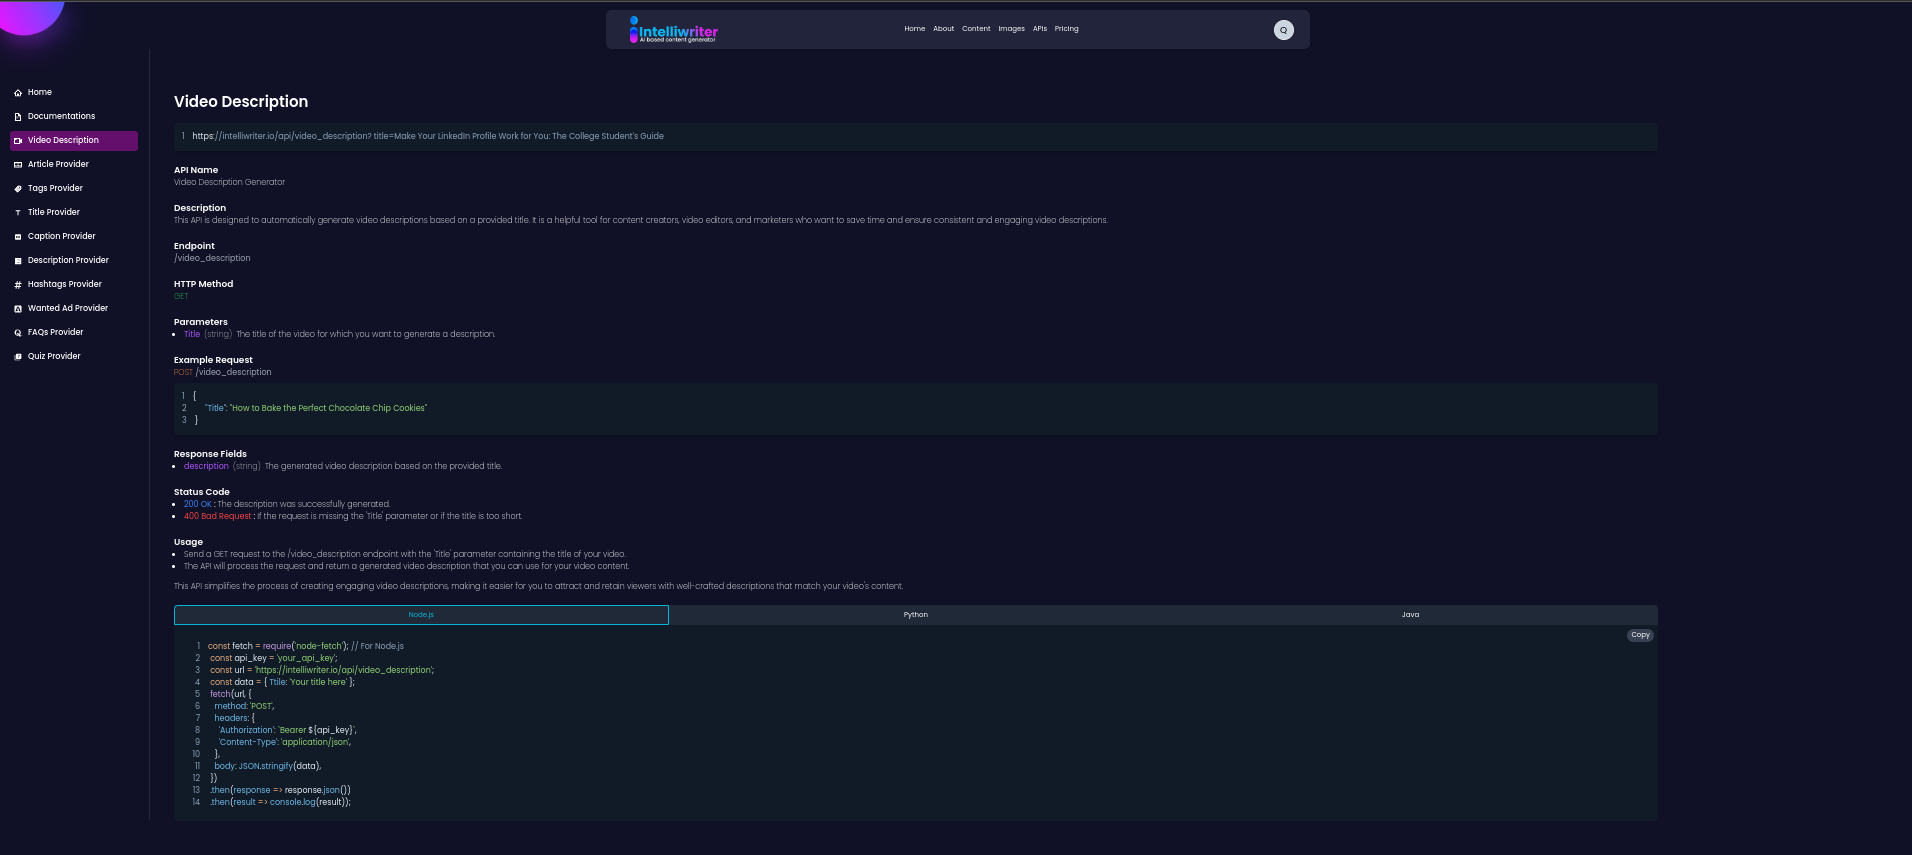 Intelliwriter
AI based content generator
Home About Content Images APIs Pricing
Q
Home
Documentations
Video Description
Article Provider
Tags Provider
Title Provider
Caption Provider
Description Provider
Hashtags Provider
Wanted Ad Provider
FAQs Provider
Quiz Provider
Video Description
1 https://intelliwriter.io/api/video_description? title=Make Your LinkedIn Profile Work for You: The College Student's Guide
API Name
Video Description Generator
Description
This API is designed to automatically generate video descriptions based on a provided title. It is a helpful tool for content creators, video editors, and marketers who want to save time and ensure consistent and engaging video descriptions.
Endpoint
/video_description
HTTP Method
GET
Parameters
• Title (string) The title of the video for which you want to generate a description.
Example Request
POST /video_description
1 {
2 "Title": "How to Bake the Perfect Chocolate Chip Cookies"
3 }
Response Fields
• description (string) The generated video description based on the provided title.
Status Code
• 200 OK : The description was successfully generated.
• 400 Bad Request : If the request is missing the 'Title' parameter or if the title is too short.
Usage
• Send a GET request to the /video_description endpoint with the 'Title' parameter containing the title of your video.
• The API will process the request and return a generated video description that you can use for your video content.
This API simplifies the process of creating engaging video descriptions, making it easier for you to attract and retain viewers with well-crafted descriptions that match your video's content.
Node.js Python Java
Copy
1 const fetch = require('node-fetch'); // For Node.js
2 const api_key = 'your_api_key';
3 const url = 'https://intelliwriter.io/api/video_description';
4 const data = { Ttile: 'Your title here' };
5 fetch(url, {
6 method: 'POST',
7 headers: {
8 'Authorization': `Bearer ${api_key}`,
9 'Content-Type': 'application/json',
10 },
11 body: JSON.stringify(data),
12 })
13 .then(response => response.json())
14 .then(result => console.log(result));